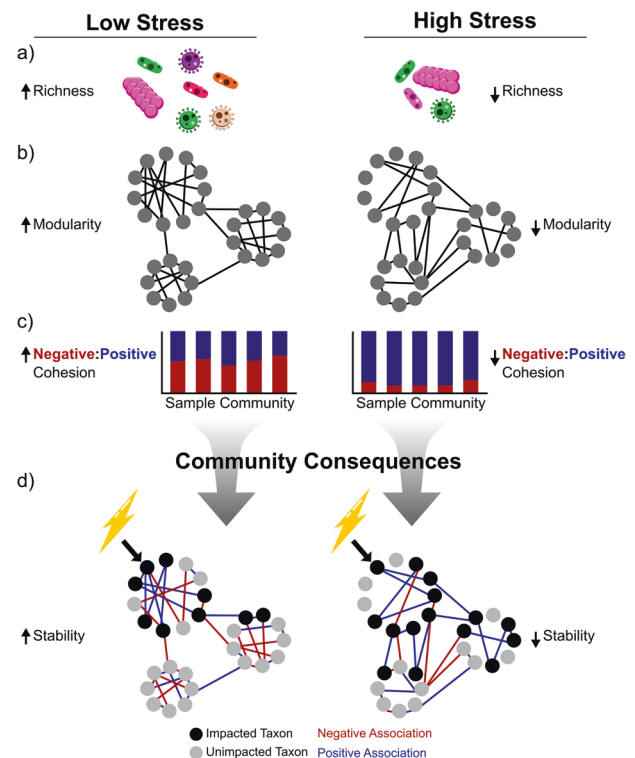 Low Stress
High Stress
a)
Richness
Richness
b)
Modularity
Modularity
c)
Negative:Positive
Cohesion
Sample Community
Sample Community
Negative:Positive
Cohesion
Community Consequences
d)
Stability
Stability
Impacted Taxon
Negative Association
Unimpacted Taxon
Positive Association